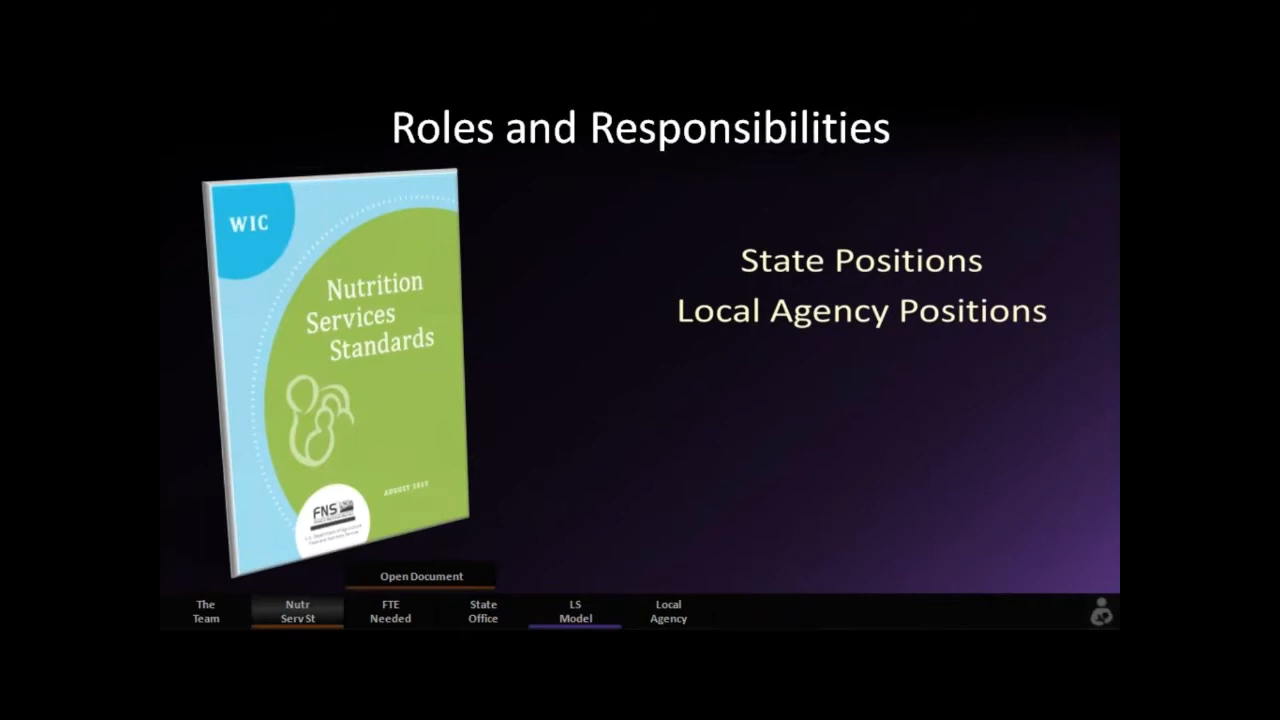 Roles and Responsibilities
WIC
Nutrition
Services
Standards
State Positions
Local Agency Positions
FNS
Open Document
The
Team
Nutr
Serv St
FTE
Needed
State
Office
LS
Model
Local
Agency